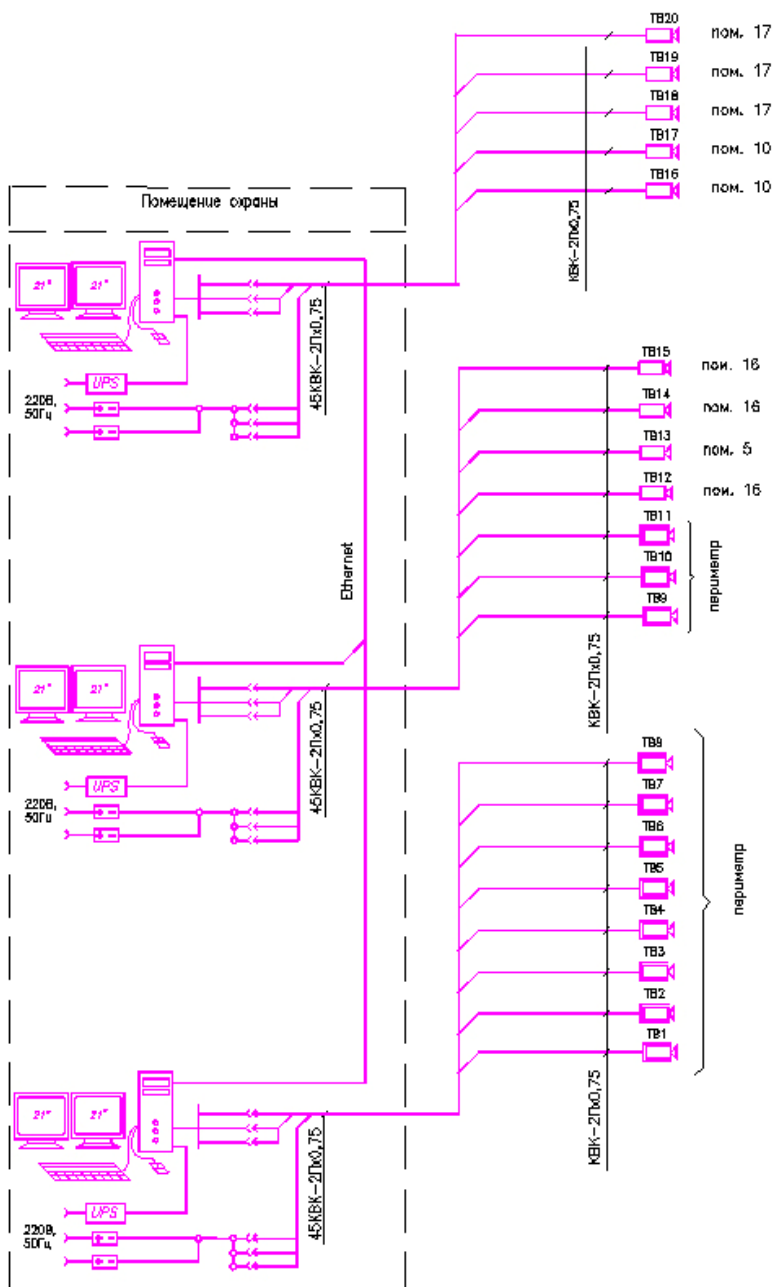 ТВ20 пом. 17
ТВ19 пом. 17
ТВ18 пом. 17
ТВ17 пом. 10
ТВ16 пом. 10
КВК-2Пх0,75
Помещение охраны
21" 21"
UPS
220В,
50Гц
45КВК-2Пх0,75
ТВ15 пом. 16
ТВ14 пом. 16
ТВ13 пом. 5
ТВ12 пом. 16
ТВ11
ТВ10
ТВ9
периметр
КВК-2Пх0,75
Ethernet
21" 21"
UPS
220В,
50Гц
45КВК-2Пх0,75
ТВ8
ТВ7
ТВ6
ТВ5
ТВ4
ТВ3
ТВ2
ТВ1
периметр
КВК-2Пх0,75
21" 21"
UPS
220В,
50Гц
45КВК-2Пх0,75